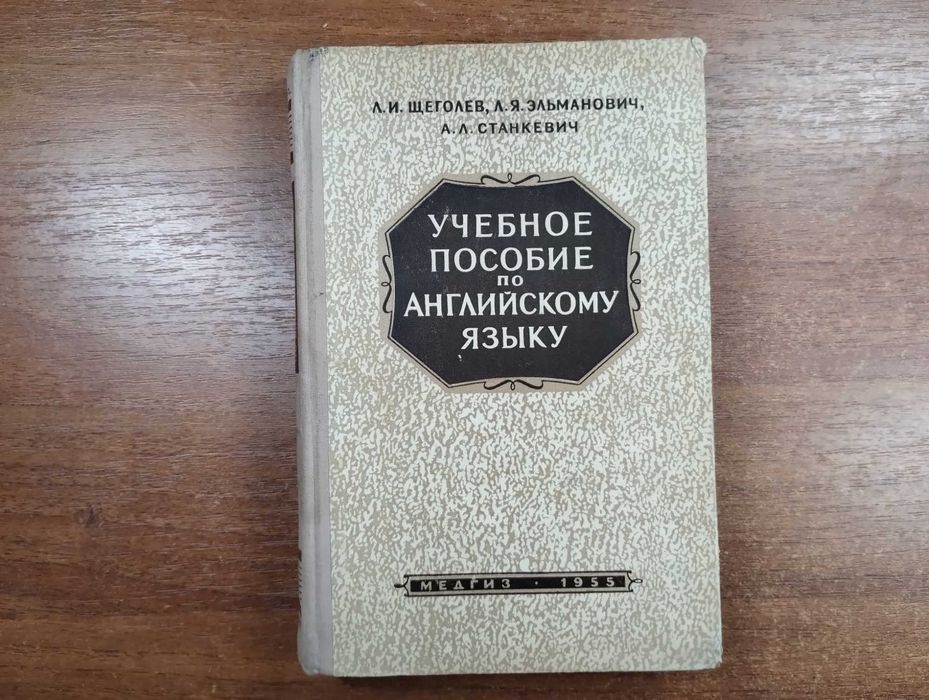 Л.И. ЩЕГОЛЕВ, Л.Я. ЭЛЬМАНОВИЧ,
А.Л. СТАНКЕВИЧ
УЧЕБНОЕ
ПОСОБИЕ
ПО
АНГЛИЙСКОМУ
ЯЗЫКУ
МЕДГИЗ · 1955